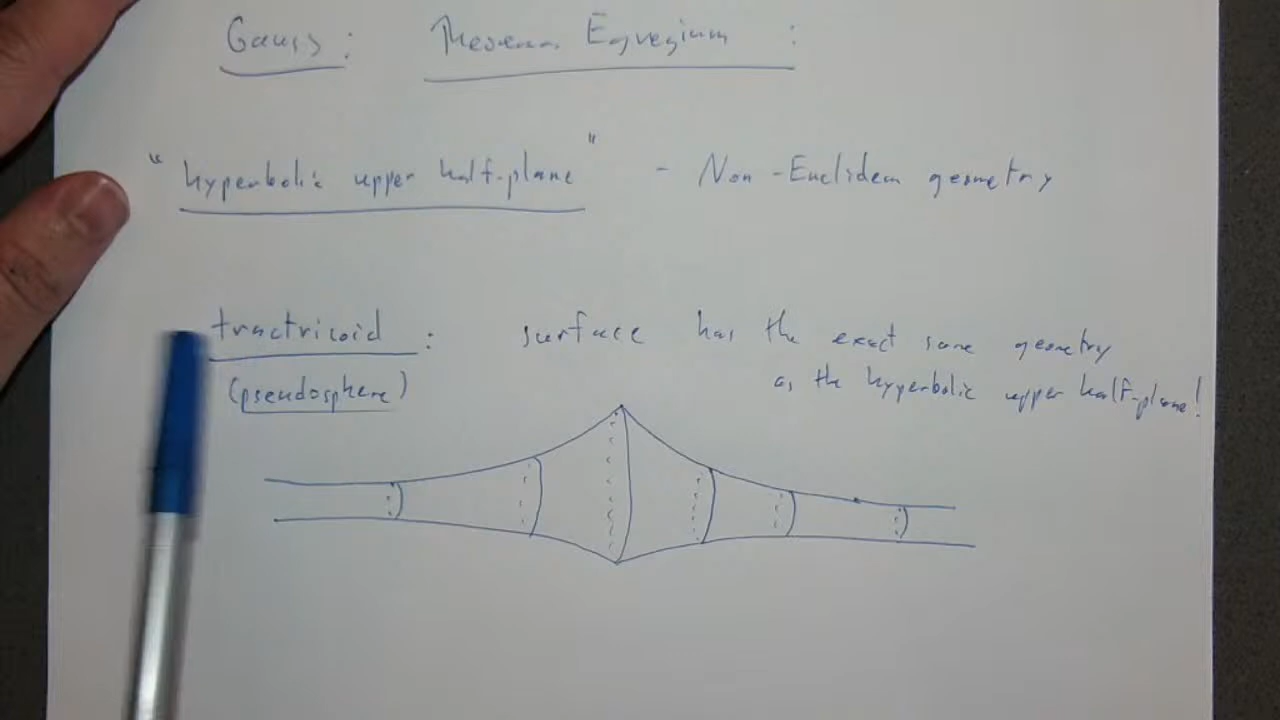 Gauss: Theorema Egregium :
"hyperbolic upper half-plane" - Non-Euclidean geometry
tractricoid : surface has the exact same geometry
(pseudosphere) as the hyperbolic upper half-plane!